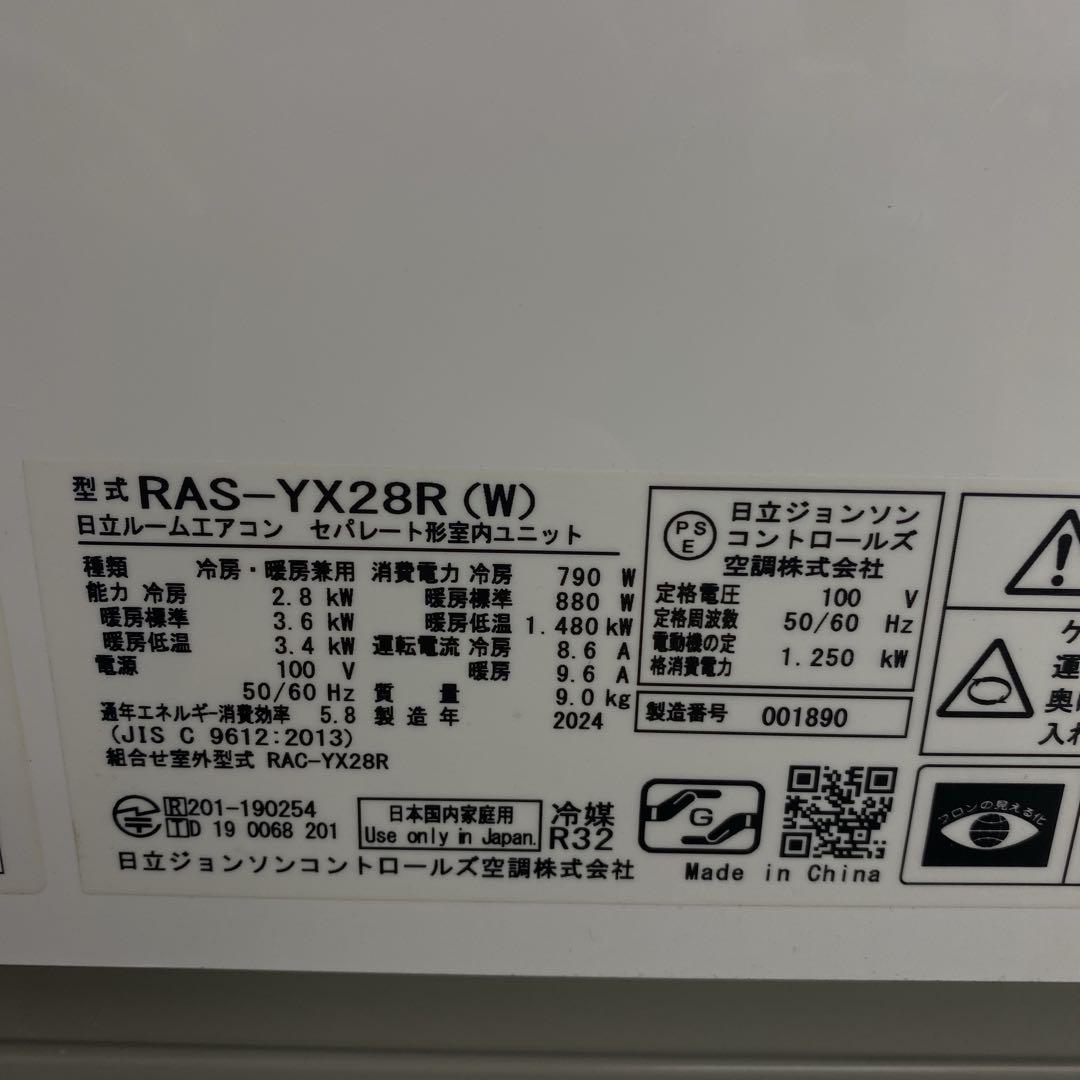 型式 RAS-YX28R(W)
日立ルームエアコン セパレート形室内ユニット
種類 冷房・暖房兼用
能力 冷房 2.8 kW
暖房標準 3.6 kW
暖房低温 3.4 kW
電源 100 V
50/60 Hz
消費電力 冷房 790 W
暖房標準 880 W
暖房低温 1.480 kW
運転電流 冷房 8.6 A
暖房 9.6 A
質量 9.0 kg
通年エネルギー消費効率 5.8
製造年 2024
(JIS C 9612:2013)
組合せ室外型式 RAC-YX28R
PSE
日立ジョンソン
コントロールズ
空調株式会社
定格電圧 100 V
定格周波数 50/60 Hz
電動機の定
格消費電力 1.250 kW
製造番号 001890
R 201-190254
T D 19 0068 201
日本国内家庭用
Use only in Japan.
冷媒
R32
日立ジョンソンコントロールズ空調株式会社
G
Made in China
フロンの見える化
ケ
運
奥に
入れ